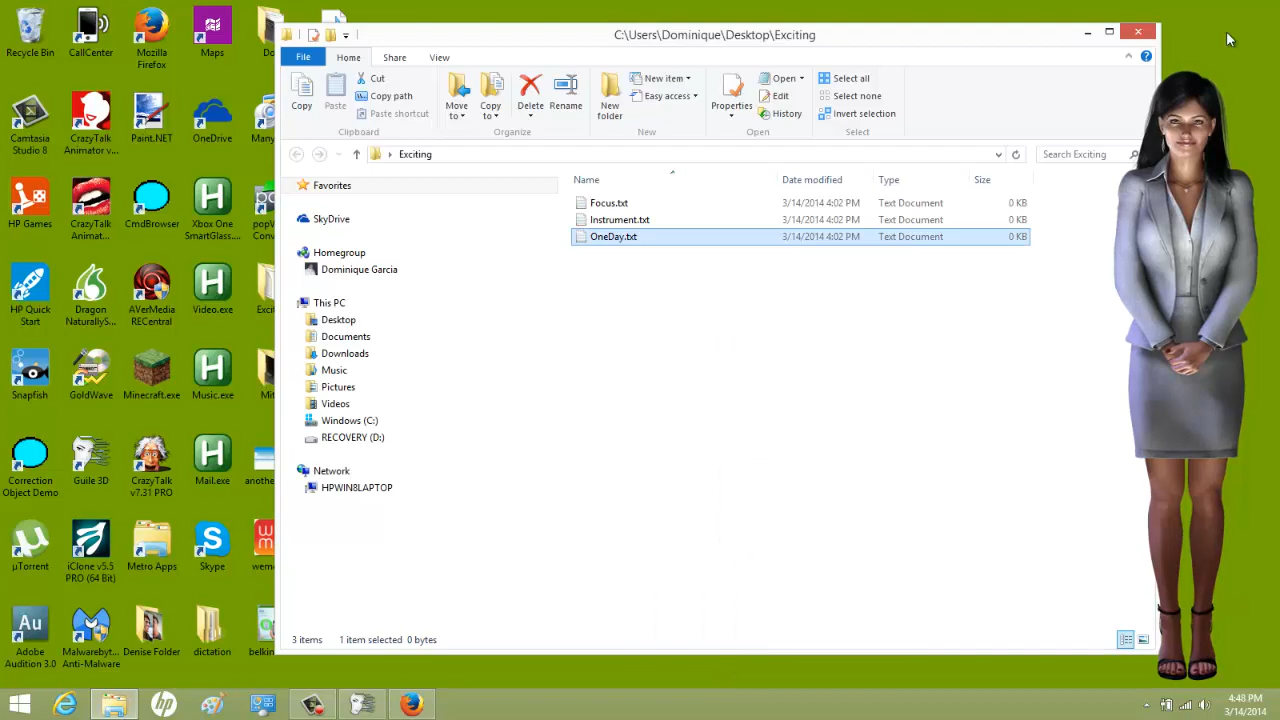 Recycle Bin
CallCenter
Mozilla
Firefox
Maps
Camtasia
Studio 8
CrazyTalk
Animator v...
Paint.NET
OneDrive
Many
HP Games
CrazyTalk
Animat...
CmdBrowser
Xbox One
SmartGlass....
popV
Conv
HP Quick
Start
Dragon
NaturallyS...
AVerMedia
RECentral
Video.exe
Exci
Snapfish
GoldWave
Minecraft.exe
Music.exe
Mit
Correction
Object Demo
Guile 3D
CrazyTalk
v7.31 PRO
Mail.exe
anothe
µTorrent
iClone v5.5
PRO (64 Bit)
Metro Apps
Skype
wemo
Au
Adobe
Audition 3.0
Malwarebyt...
Anti-Malware
Denise Folder
dictation
belkin
C:\Users\Dominique\Desktop\Exciting
File
Home
Share
View
Copy
Paste
Cut
Copy path
Paste shortcut
Clipboard
Move
to
Copy
to
Delete
Rename
Organize
New
folder
New item
Easy access
New
Properties
Open
Edit
History
Open
Select all
Select none
Invert selection
Select
Exciting
Search Exciting
Favorites
SkyDrive
Homegroup
Dominique Garcia
This PC
Desktop
Documents
Downloads
Music
Pictures
Videos
Windows (C:)
RECOVERY (D:)
Network
HPWIN8LAPTOP
Name Date modified Type Size
Focus.txt 3/14/2014 4:02 PM Text Document 0 KB
Instrument.txt 3/14/2014 4:02 PM Text Document 0 KB
OneDay.txt 3/14/2014 4:02 PM Text Document 0 KB
3 items 1 item selected 0 bytes
4:48 PM
3/14/2014